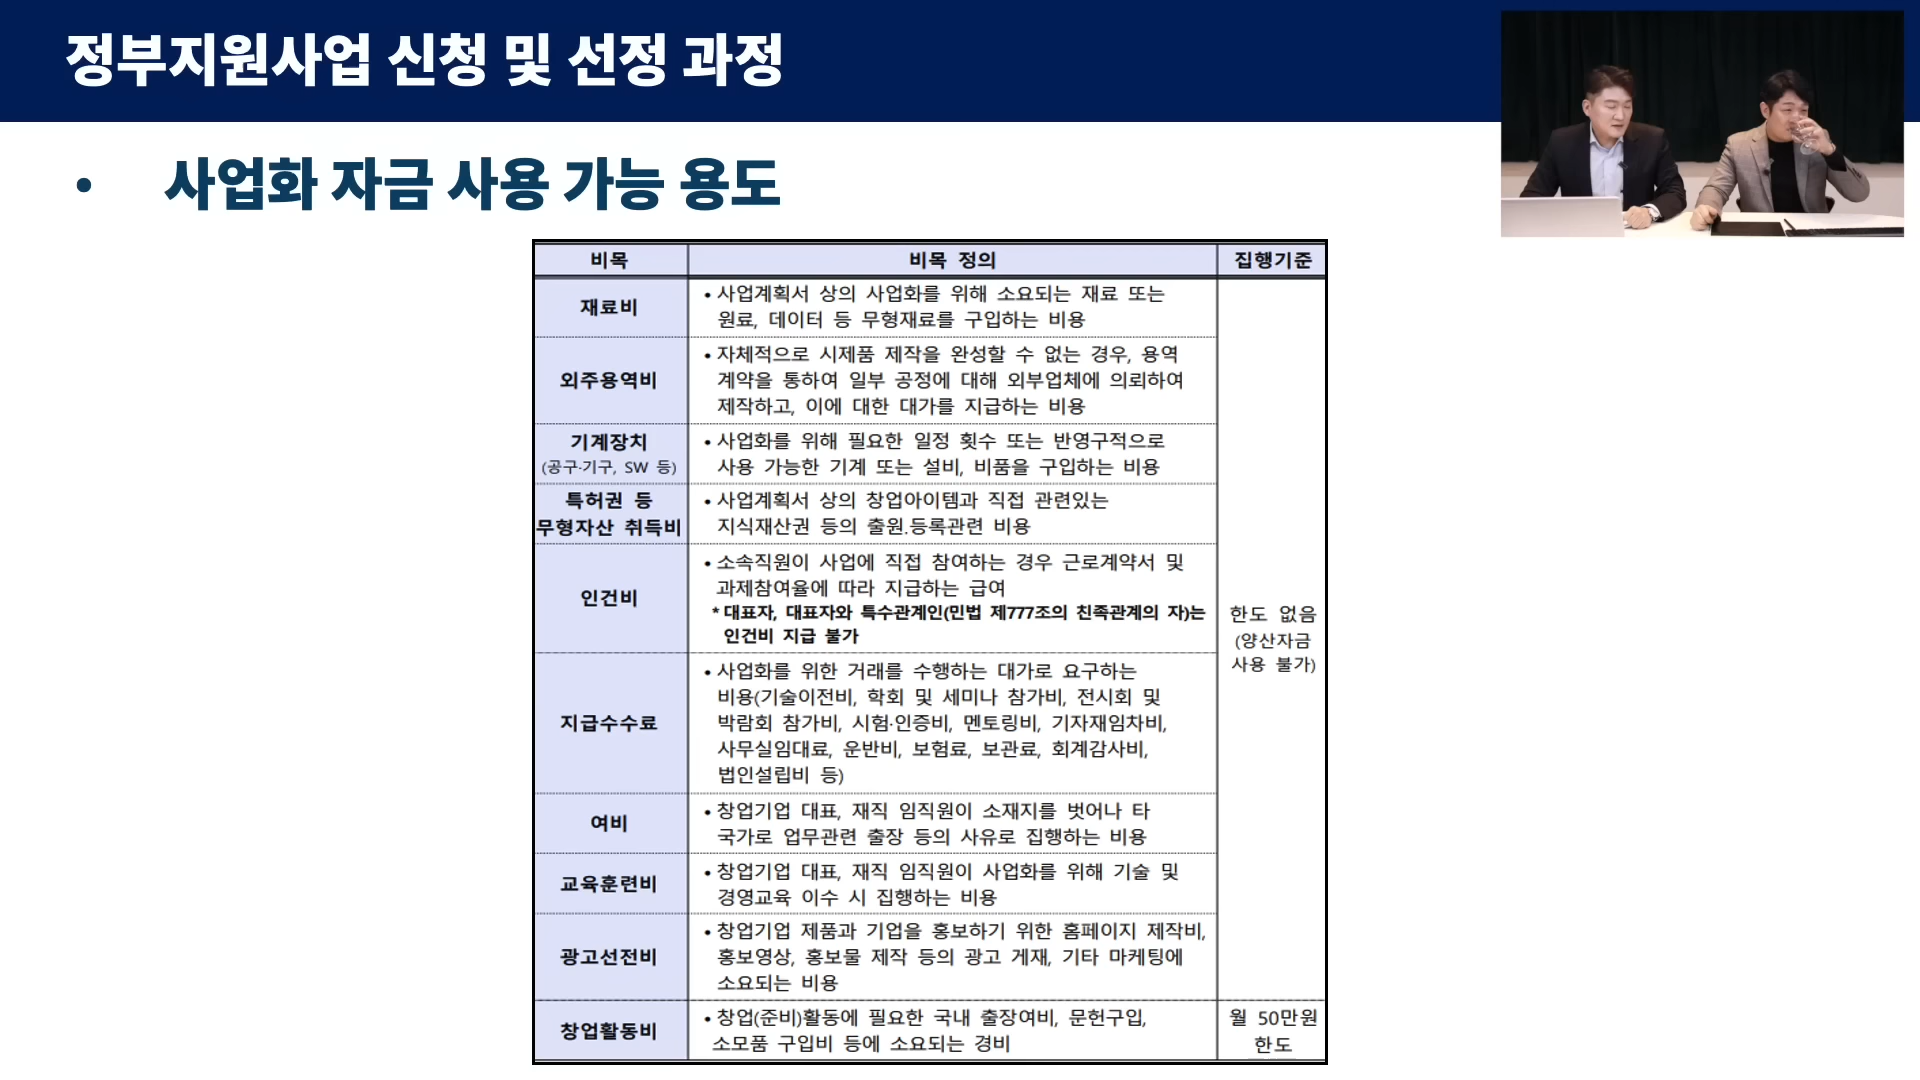 정부지원사업 신청 및 선정 과정
• 사업화 자금 사용 가능 용도
비목
비목 정의
집행기준
재료비
• 사업계획서 상의 사업화를 위해 소요되는 재료 또는
원료, 데이터 등 무형재료를 구입하는 비용
외주용역비
• 자체적으로 시제품 제작을 완성할 수 없는 경우, 용역
계약을 통하여 일부 공정에 대해 외부업체에 의뢰하여
제작하고, 이에 대한 대가를 지급하는 비용
기계장치
(공구·기구, SW 등)
• 사업화를 위해 필요한 일정 횟수 또는 반영구적으로
사용 가능한 기계 또는 설비, 비품을 구입하는 비용
특허권 등
무형자산 취득비
• 사업계획서 상의 창업아이템과 직접 관련있는
지식재산권 등의 출원.등록관련 비용
인건비
• 소속직원이 사업에 직접 참여하는 경우 근로계약서 및
과제참여율에 따라 지급하는 급여
* 대표자, 대표자와 특수관계인(민법 제777조의 친족관계의 자)는
인건비 지급 불가
한도 없음
(양산자금
사용 불가)
지급수수료
• 사업화를 위한 거래를 수행하는 대가로 요구하는
비용(기술이전비, 학회 및 세미나 참가비, 전시회 및
박람회 참가비, 시험·인증비, 멘토링비, 기자재임차비,
사무실임대료, 운반비, 보험료, 보관료, 회계감사비,
법인설립비 등)
여비
• 창업기업 대표, 재직 임직원이 소재지를 벗어나 타
국가로 업무관련 출장 등의 사유로 집행하는 비용
교육훈련비
• 창업기업 대표, 재직 임직원이 사업화를 위해 기술 및
경영교육 이수 시 집행하는 비용
광고선전비
• 창업기업 제품과 기업을 홍보하기 위한 홈페이지 제작비,
홍보영상, 홍보물 제작 등의 광고 게재, 기타 마케팅에
소요되는 비용
창업활동비
• 창업(준비)활동에 필요한 국내 출장여비, 문헌구입,
소모품 구입비 등에 소요되는 경비
월 50만원
한도